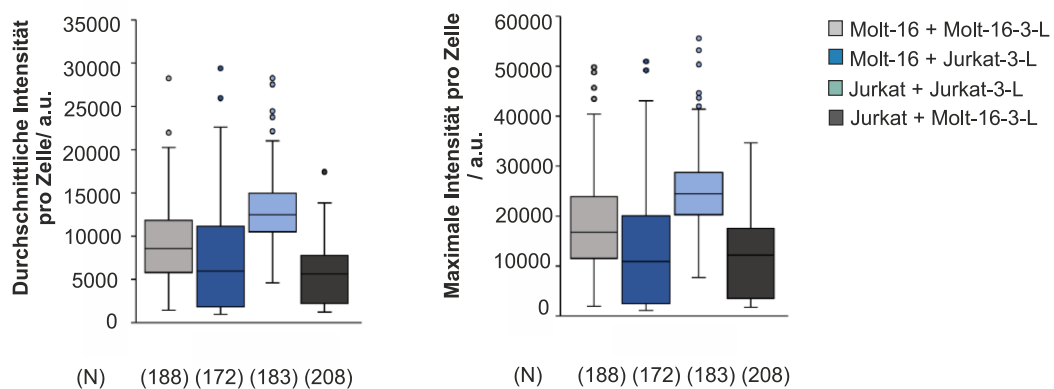 Durchschnittliche Intensität
pro Zelle/ a.u.
35000
30000
25000
20000
15000
10000
5000
0
(N) (188) (172) (183) (208)
Maximale Intensität pro Zelle
/ a.u.
60000
50000
40000
30000
20000
10000
0
(N) (188) (172) (183) (208)
Molt-16 + Molt-16-3-L
Molt-16 + Jurkat-3-L
Jurkat + Jurkat-3-L
Jurkat + Molt-16-3-L